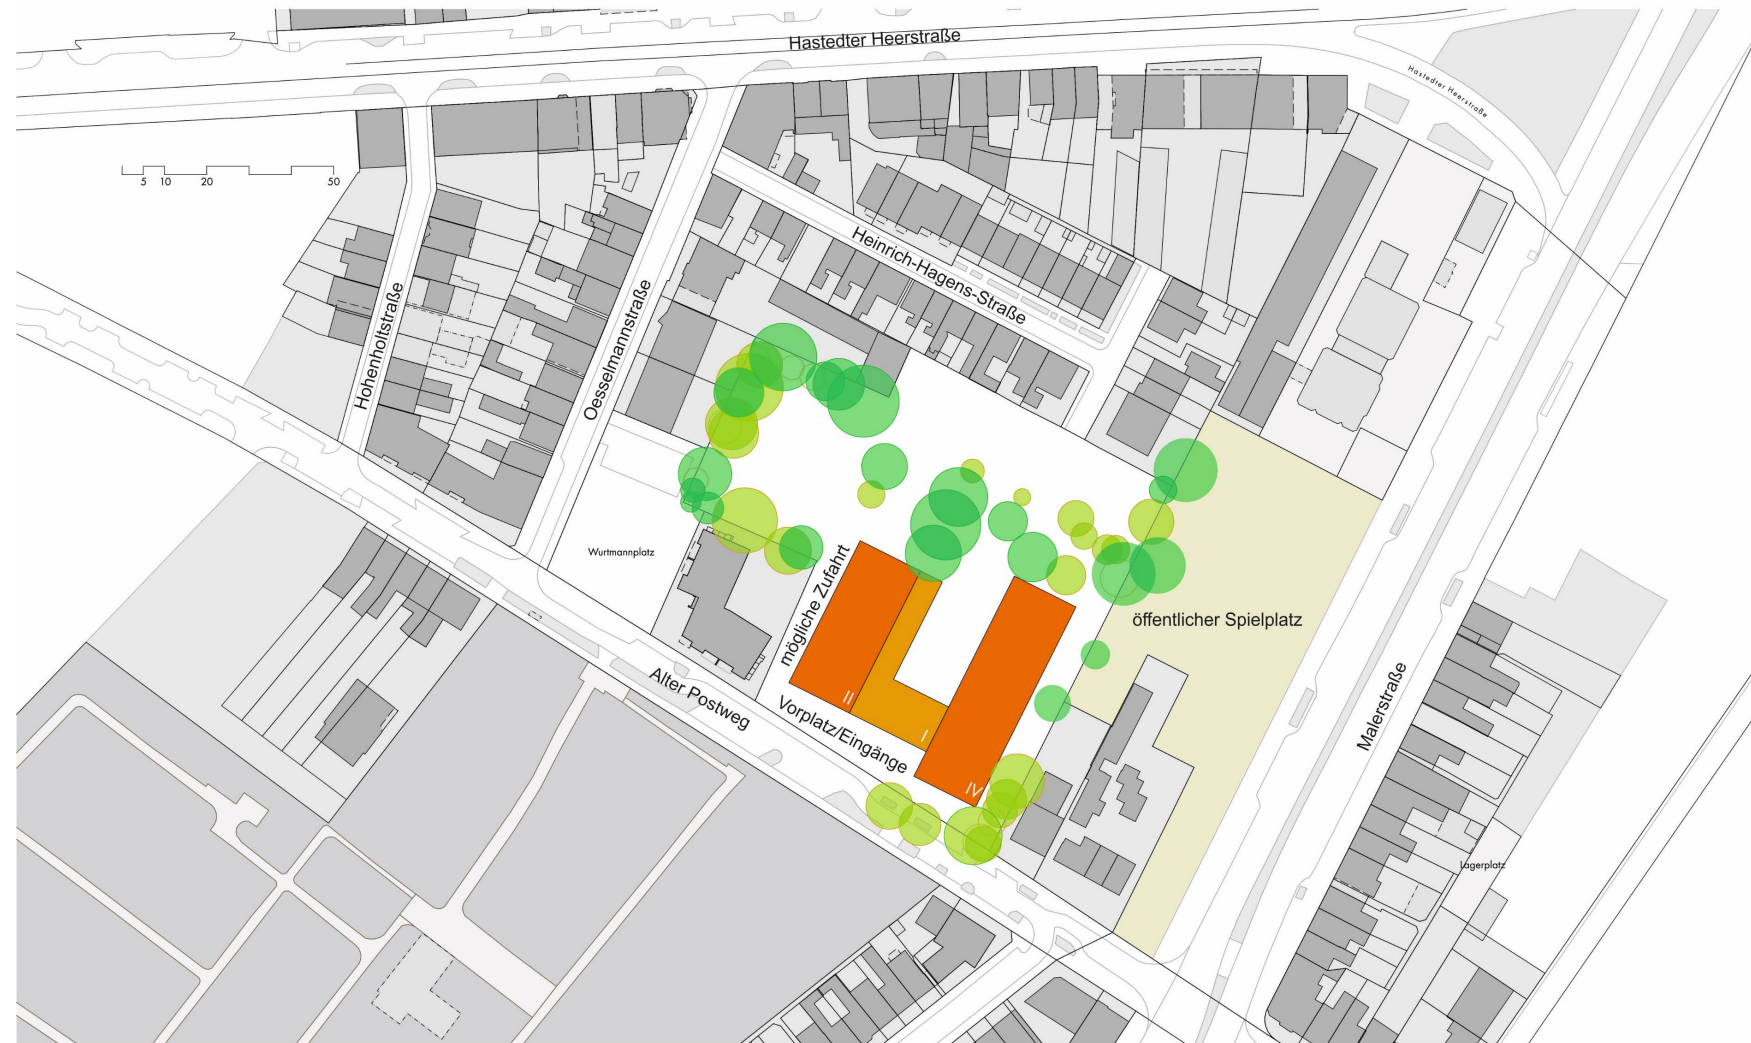 Hastedter Heerstraße
Hastedter Heerstraße
5 10 20 50
Heinrich-Hagens-Straße
Hohenholtstraße
Oesselmannstraße
Wurtmannplatz
mögliche Zufahrt
öffentlicher Spielplatz
Alter Postweg
Vorplatz/Eingänge
II
I
IV
Malerstraße
Lagerplatz